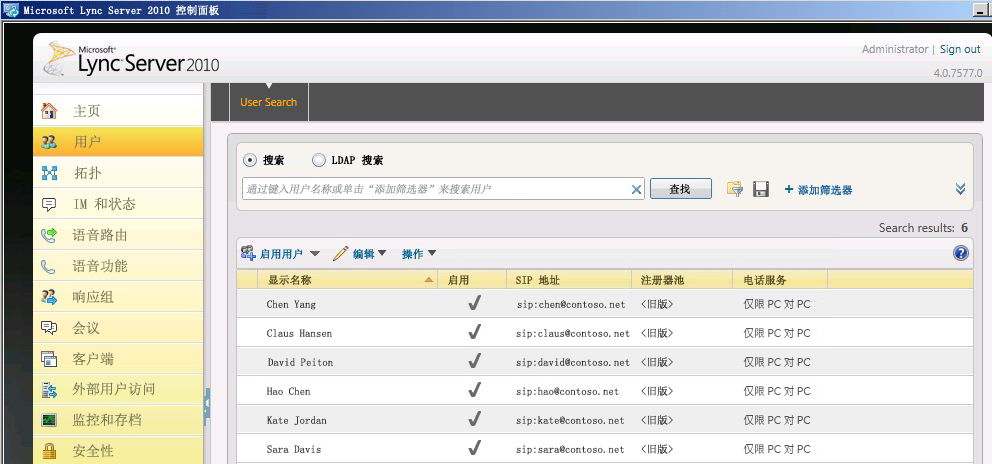 Microsoft Lync Server 2010 控制面板
Microsoft
Lync Server 2010
Administrator | Sign out
4.0.7577.0
主页
用户
拓扑
IM 和状态
语音路由
语音功能
响应组
会议
客户端
外部用户访问
监控和存档
安全性
User Search
搜索 LDAP 搜索
通过键入用户名称或单击“添加筛选器”来搜索用户 查找 添加筛选器
Search results: 6
启用用户 编辑 操作
显示名称 启用 SIP 地址 注册器池 电话服务
Chen Yang sip:chen@contoso.net <旧版> 仅限 PC 对 PC
Claus Hansen sip:claus@contoso.net <旧版> 仅限 PC 对 PC
David Peiton sip:david@contoso.net <旧版> 仅限 PC 对 PC
Hao Chen sip:hao@contoso.net <旧版> 仅限 PC 对 PC
Kate Jordan sip:kate@contoso.net <旧版> 仅限 PC 对 PC
Sara Davis sip:sara@contoso.net <旧版> 仅限 PC 对 PC